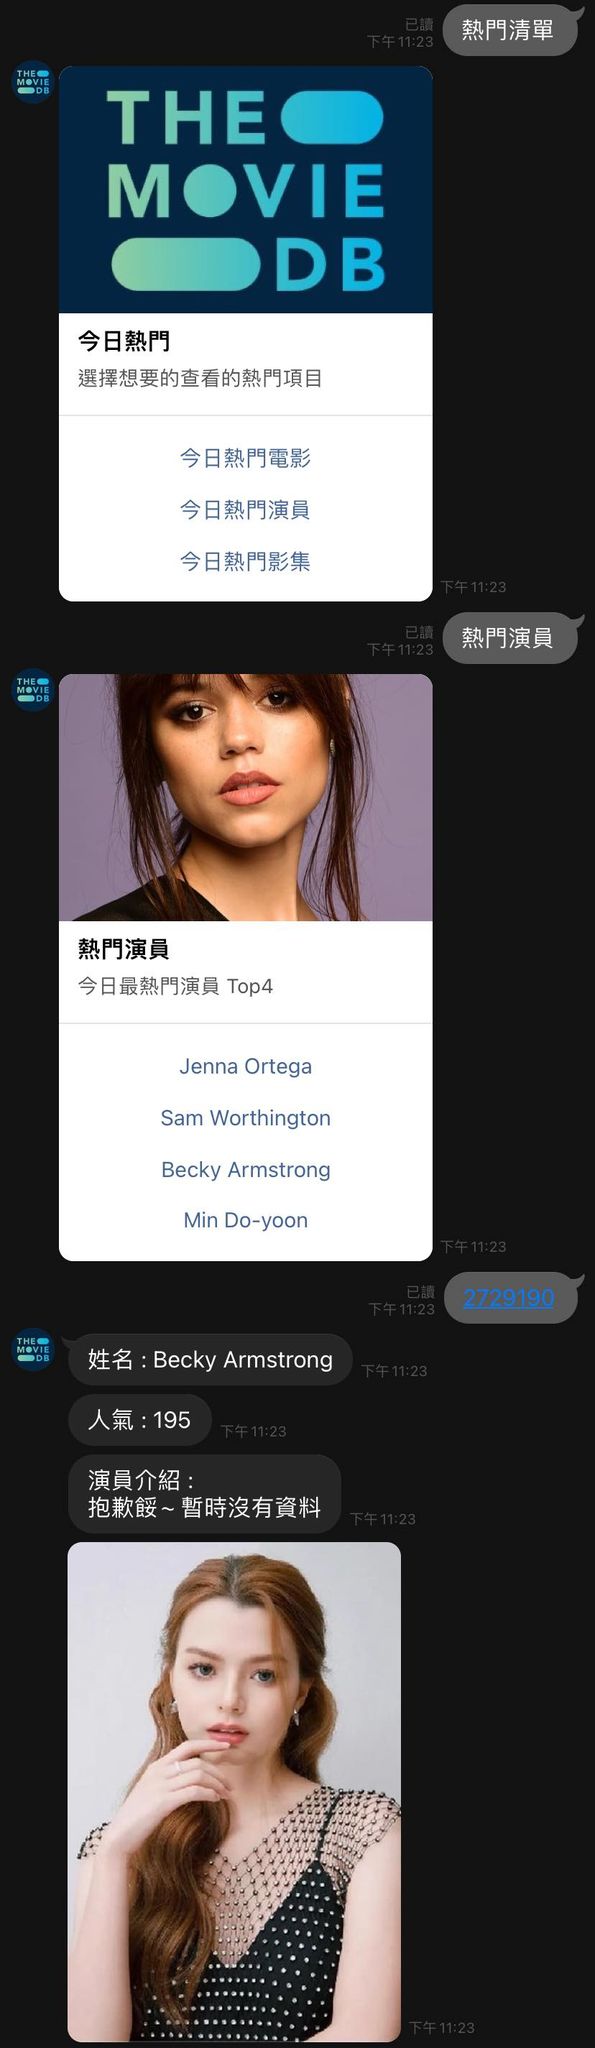 已讀
下午 11:23
熱門清單
THE
MOVIE
DB
THE
MOVIE
DB
今日熱門
選擇想要的查看的熱門項目
今日熱門電影
今日熱門演員
今日熱門影集
下午 11:23
已讀
下午 11:23
熱門演員
THE
MOVIE
DB
熱門演員
今日最熱門演員 Top4
Jenna Ortega
Sam Worthington
Becky Armstrong
Min Do-yoon
下午 11:23
已讀
下午 11:23
2729190
THE
MOVIE
DB
姓名 : Becky Armstrong
下午 11:23
人氣 : 195
下午 11:23
演員介紹 :
抱歉餒~ 暫時沒有資料
下午 11:23
下午 11:23